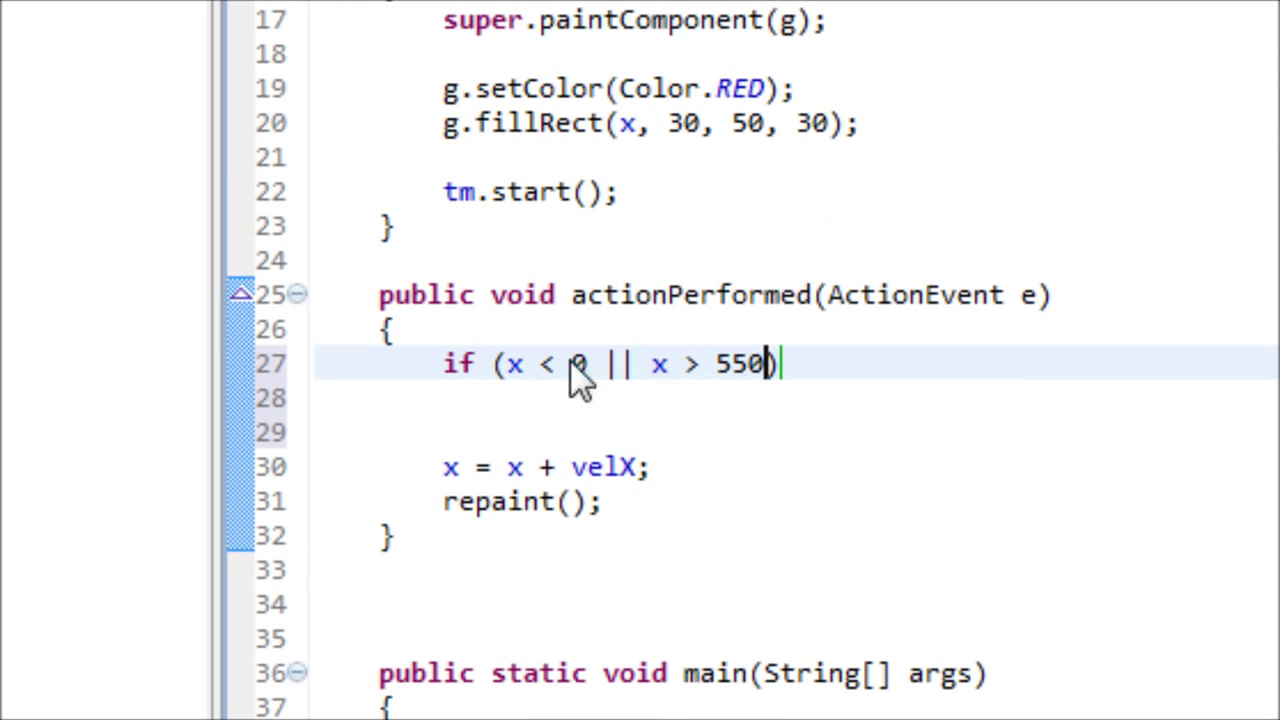 17 super.paintComponent(g);
18
19 g.setColor(Color.RED);
20 g.fillRect(x, 30, 50, 30);
21
22 tm.start();
23 }
24
25 public void actionPerformed(ActionEvent e)
26 {
27 if (x < 0 || x > 550)
28
29
30 x = x + velX;
31 repaint();
32 }
33
34
35
36 public static void main(String[] args)
37 {